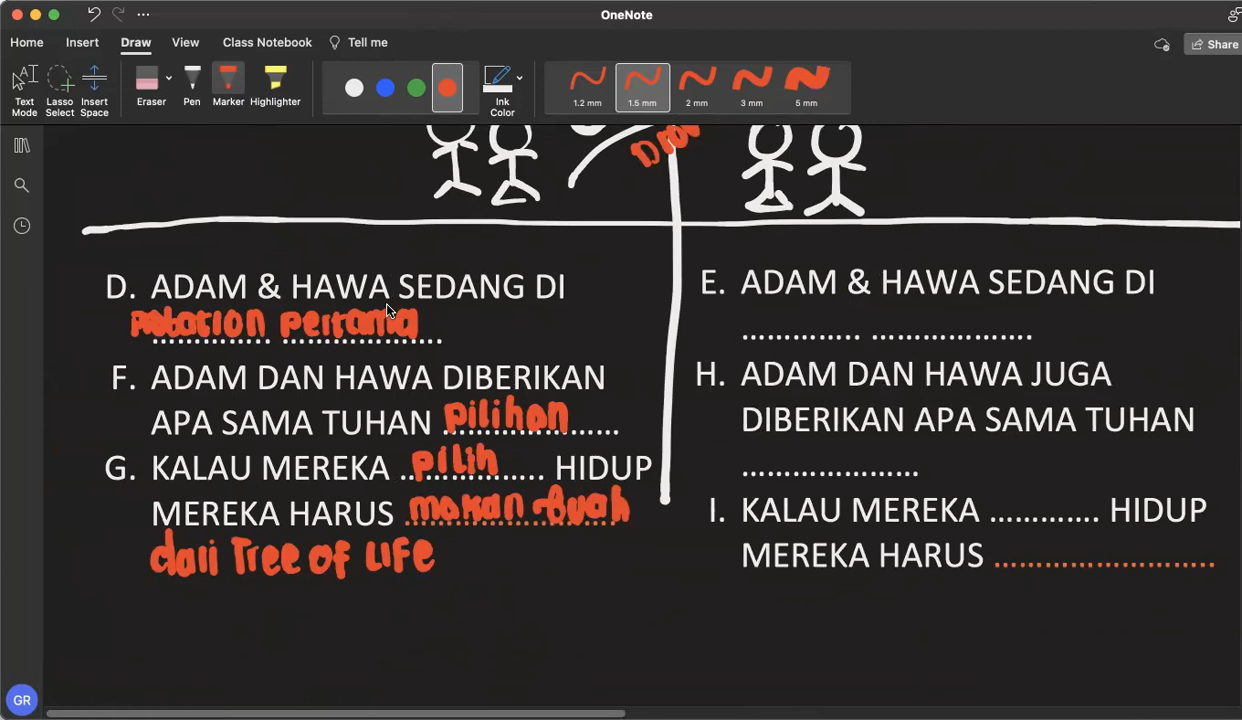 OneNote
Home Insert Draw View Class Notebook Tell me
Share
Text Mode
Lasso Select
Insert Space
Eraser
Pen
Marker
Highlighter
Ink Color
1.2 mm
1.5 mm
2 mm
3 mm
5 mm
D. ADAM & HAWA SEDANG DI
pertama
F. ADAM DAN HAWA DIBERIKAN
APA SAMA TUHAN pilihan
G. KALAU MEREKA pilih HIDUP
MEREKA HARUS makan buah
dari Tree of LIFE
E. ADAM & HAWA SEDANG DI
………….. ……………….
H. ADAM DAN HAWA JUGA
DIBERIKAN APA SAMA TUHAN
………………..
I. KALAU MEREKA …………. HIDUP
MEREKA HARUS ……………………..
GR